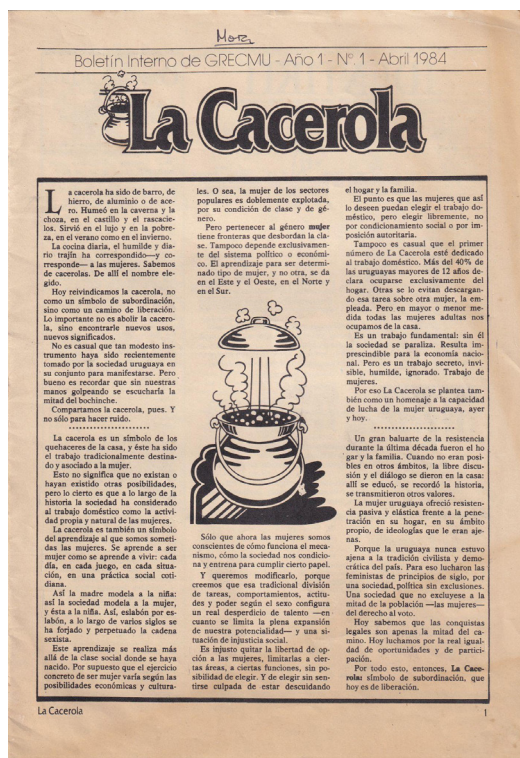 Boletín Interno de GRECMU - Año 1 - Nº. 1 - Abril 1984
La Cacerola
La cacerola ha sido de barro, de
hierro, de aluminio o de ace-
ro. Humeó en la caverna y la
choza, en el castillo y el rascacie-
los. Sirvió en el lujo y en la pobre-
za, en el verano como en el invierno.
La cocina diaria, el humilde y dia-
rio trajín ha correspondido—y co-
rresponde— a las mujeres. Sabemos
de cacerolas. De allí el nombre ele-
gido.
Hoy reivindicamos la cacerola, no
como un símbolo de subordinación,
sino como un camino de liberación.
Lo importante no es abolir la cacero-
la, sino encontrarle nuevos usos,
nuevos significados.
No es casual que tan modesto ins-
trumento haya sido recientemente
tomado por la sociedad uruguaya en
su conjunto para manifestarse. Pero
bueno es recordar que sin nuestras
manos golpeando se escucharía la
mitad del bochinche.
Compartamos la cacerola, pues. Y
no sólo para hacer ruido.
La cacerola es un símbolo de los
quehaceres de la casa, y éste ha sido
el trabajo tradicionalmente destina-
do y asociado a la mujer.
Esto no significa que no existan o
hayan existido otras posibilidades,
pero lo cierto es que a lo largo de la
historia la sociedad ha considerado
al trabajo doméstico como la activi-
dad propia y natural de las mujeres.
La cacerola es también un símbolo
del aprendizaje al que somos someti-
das las mujeres. Se aprende a ser
mujer como se aprende a vivir: cada
día, en cada juego, en cada situa-
ción, en una práctica social coti-
diana.
Así la madre modela a la niña:
así la sociedad modela a la mujer,
y ésta a la niña. Así, eslabón por es-
labón, a lo largo de varios siglos se
ha forjado y perpetuado la cadena
sexista.
Este aprendizaje se realiza más
allá de la clase social donde se haya
nacido. Por supuesto que el ejercicio
concreto de ser mujer varía según las
posibilidades económicas y cultura-
les. O sea, la mujer de los sectores
populares es doblemente explotada,
por su condición de clase y de gé-
nero.
Pero pertenecer al género mujer
tiene fronteras que desbordan la cla-
se. Tampoco depende exclusivamen-
te del sistema político o económi-
co. El aprendizaje para ser determi-
nado tipo de mujer, y no otra, se da
en el Este y el Oeste, en el Norte y
en el Sur.
Sólo que ahora las mujeres somos
conscientes de cómo funciona el meca-
nismo, cómo la sociedad nos condicio-
na y entrena para cumplir cierto papel.
Y queremos modificarlo, porque
creemos que esa tradicional división
de tareas, comportamientos, actitu-
des y poder según el sexo configura
un real desperdicio de talento —en
cuanto se limita la plena expansión
de nuestra potencialidad— y una si-
tuación de injusticia social.
Es injusto quitar la libertad de op-
ción a las mujeres, limitarlas a cier-
tas áreas, a ciertas funciones, sin po-
sibilidad de elegir. Y de elegir sin sen-
tirse culpada de estar descuidando
el hogar y la familia.
El punto es que las mujeres que así
lo deseen puedan elegir el trabajo do-
méstico, pero elegir libremente, no
por condicionamiento social o por im-
posición autoritaria.
Tampoco es casual que el primer
número de La Cacerola esté dedicado
al trabajo doméstico. Más del 40% de
las uruguayas mayores de 12 años de-
clara ocuparse exclusivamente del
hogar. Otras se lo evitan descargan-
do esa tarea sobre otra mujer, la em-
pleada. Pero en mayor o menor me-
dida todas las mujeres adultas nos
ocupamos de la casa.
Es un trabajo fundamental: sin él
la sociedad se paraliza. Resulta im-
prescindible para la economía nacio-
nal. Pero es un trabajo secreto, invi-
sible, humilde, ignorado. Trabajo de
mujeres.
Por eso La Cacerola se plantea tam-
bién como un homenaje a la capacidad
de lucha de la mujer uruguaya, ayer
y hoy.
Un gran baluarte de la resistencia
durante la última década fueron el ho-
gar y la familia. Cuando no eran posi-
bles en otros ámbitos, la libre discu-
sión y el diálogo se dieron en la casa:
allí se educó, se recordó la historia,
se transmitieron otros valores.
La mujer uruguaya ofreció resisten-
cia pasiva y elástica frente a la pene-
tración en su hogar, en su ámbito
propio, de ideologías que le eran aje-
nas.
Porque la uruguaya nunca estuvo
ajena a la tradición civilista y demo-
crática del país. Para eso lucharon las
feministas de principios de siglo, por
una sociedad política sin exclusiones.
Una sociedad que no excluyese a la
mitad de la población —las mujeres—
del derecho al voto.
Hoy sabemos que las conquistas
legales son apenas la mitad del ca-
mino. Hoy luchamos por la real igual-
dad de oportunidades y de partici-
pación.
Por todo esto, entonces, La Cace-
rola: símbolo de subordinación, que
hoy es de liberación.
La Cacerola
1